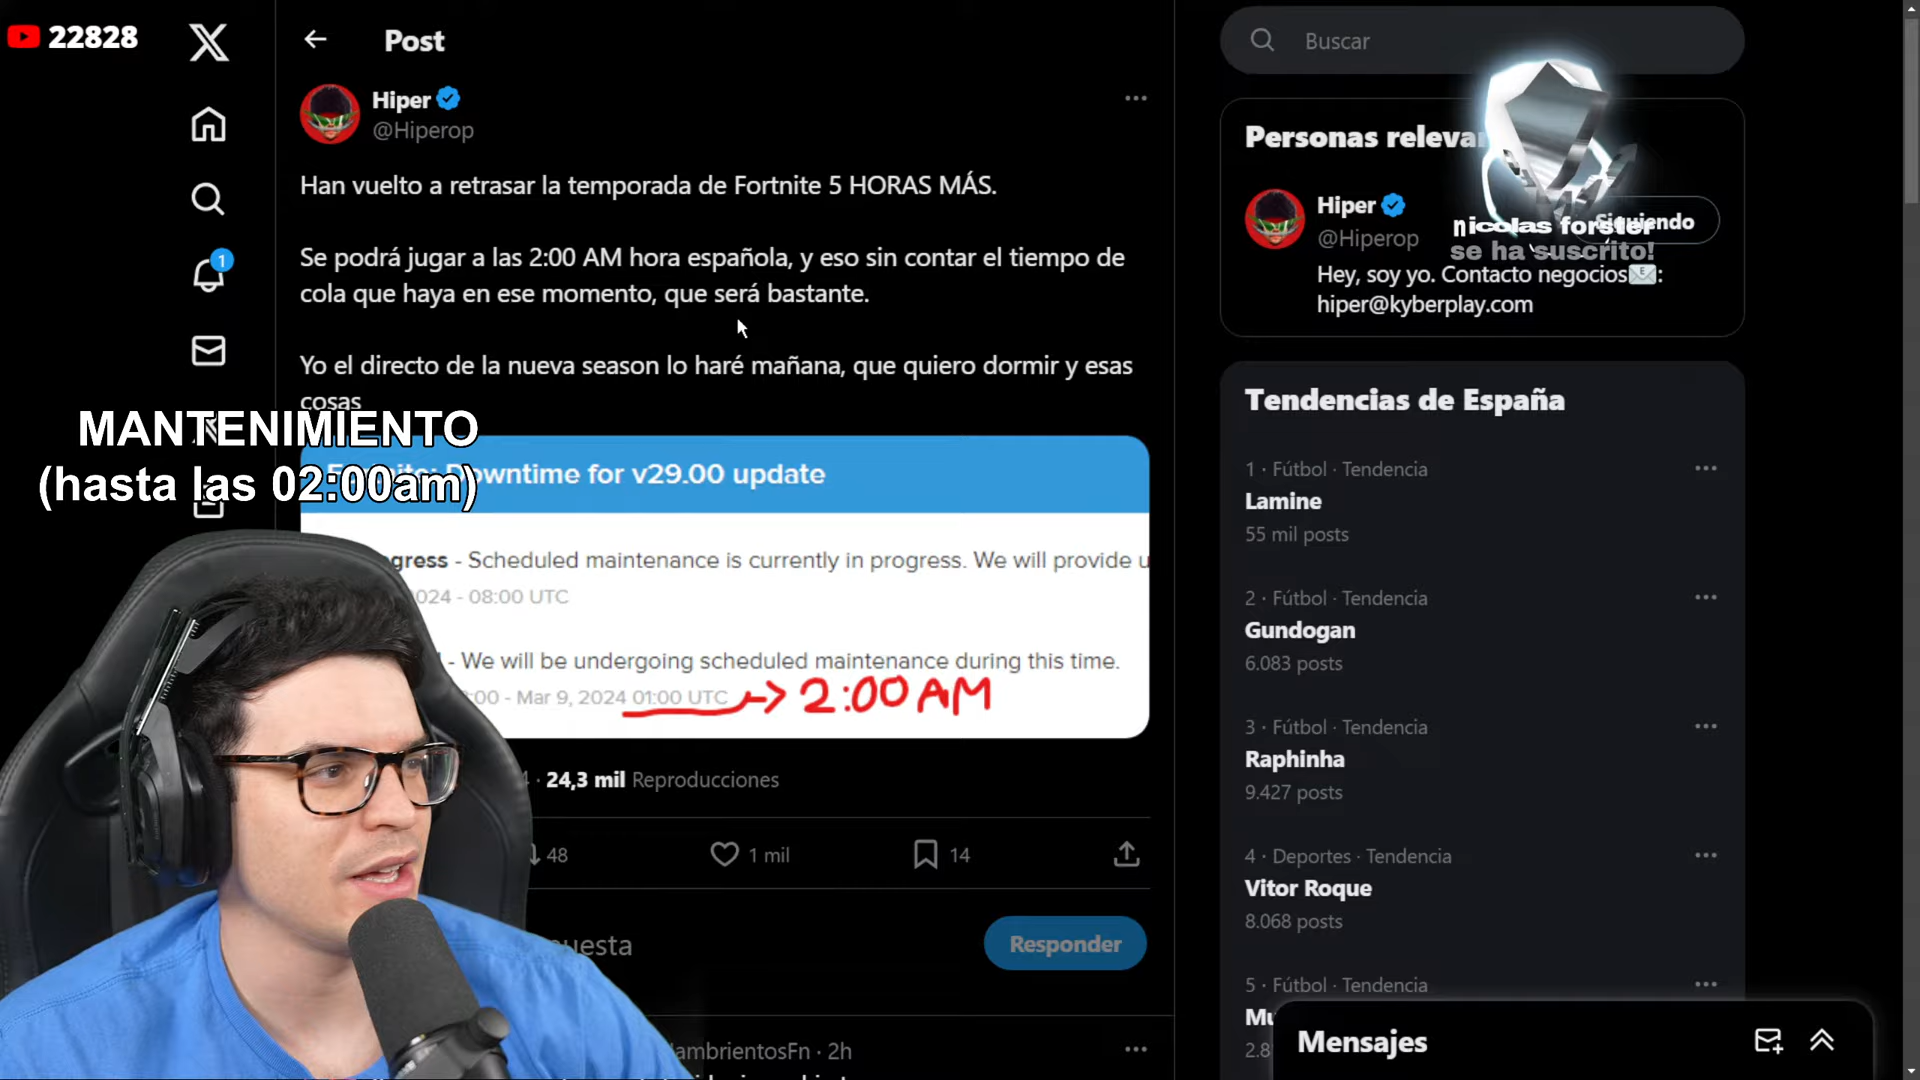 22828
Post
Buscar
Hiper
@Hiperop
Han vuelto a retrasar la temporada de Fortnite 5 HORAS MÁS.
Se podrá jugar a las 2:00 AM hora española, y eso sin contar el tiempo de
cola que haya en ese momento, que será bastante.
Yo el directo de la nueva season lo haré mañana, que quiero dormir y esas
cosas
1
MANTENIMIENTO
(hasta las 02:00am)
Downtime for v29.00 update
gress - Scheduled maintenance is currently in progress. We will provide u
024 - 08:00 UTC
- We will be undergoing scheduled maintenance during this time.
:00 - Mar 9, 2024 01:00 UTC
2:00 AM
24,3 mil Reproducciones
48
1 mil
14
uesta
Responder
ambrientosFn · 2h
Personas releva
Hiper
@Hiperop
Siguiendo
nicolas forster
se ha suscrito!
Hey, soy yo. Contacto negocios📧:
hiper@kyberplay.com
Tendencias de España
1 · Fútbol · Tendencia
Lamine
55 mil posts
2 · Fútbol · Tendencia
Gundogan
6.083 posts
3 · Fútbol · Tendencia
Raphinha
9.427 posts
4 · Deportes · Tendencia
Vitor Roque
8.068 posts
5 · Fútbol · Tendencia
Mu
2.8
Mensajes